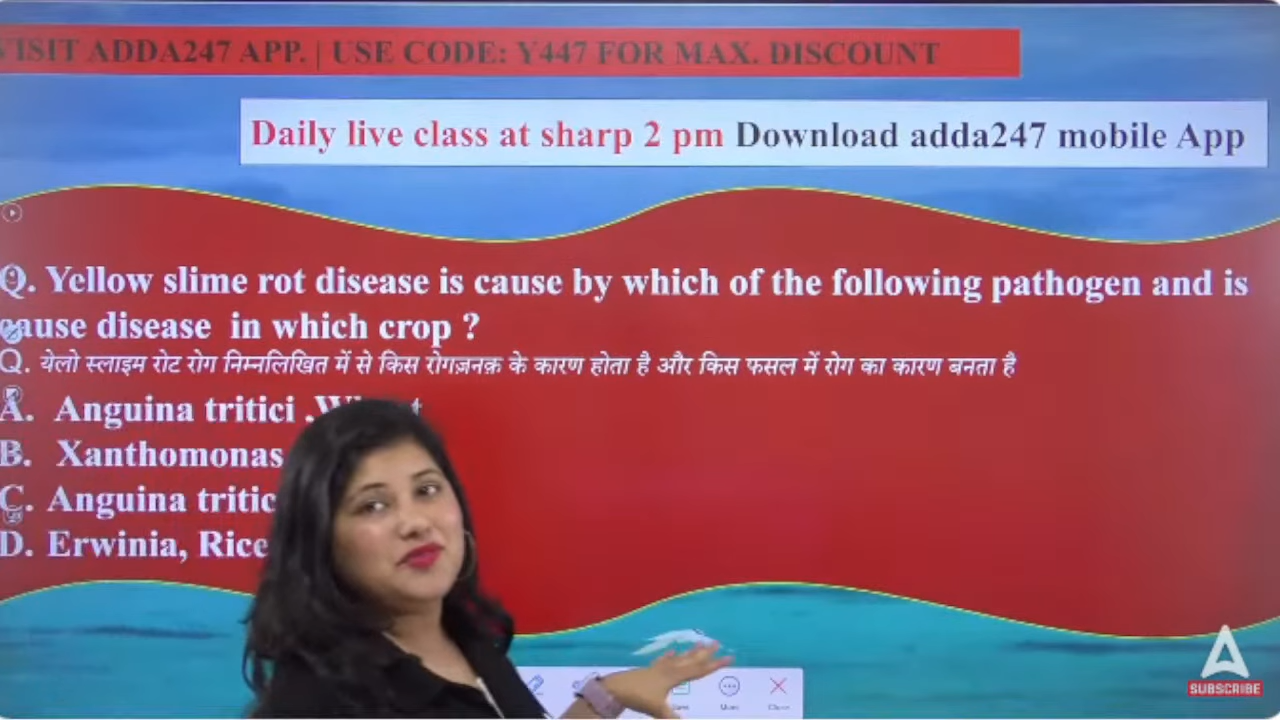 VISIT ADDA247 APP. | USE CODE: Y447 FOR MAX. DISCOUNT
Daily live class at sharp 2 pm Download adda247 mobile App
Q. Yellow slime rot disease is cause by which of the following pathogen and is
cause disease in which crop ?
Q. येलो स्लाइम रोट रोग निम्नलिखित में से किस रोगज़नक़ के कारण होता है और किस फसल में रोग का कारण बनता है
A. Anguina tritici ,
B. Xanthomonas
C. Anguina tritic
D. Erwinia, Rice
More
Close
SUBSCRIBE